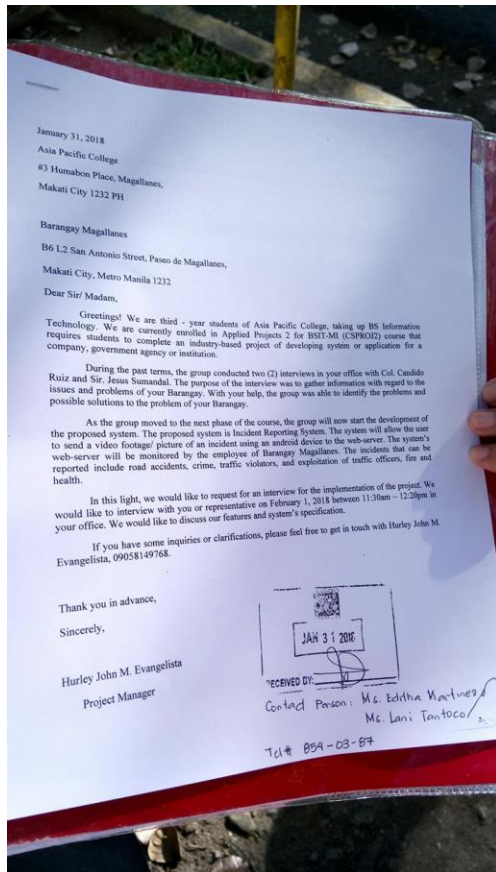 January 31, 2018
Asia Pacific College
#3 Humabon Place, Magallanes,
Makati City 1232 PH
Barangay Magallanes
B6 L2 San Antonio Street, Paseo de Magallanes,
Makati City, Metro Manila 1232
Dear Sir/ Madam,
Greetings! We are third - year students of Asia Pacific College, taking up BS Information
Technology. We are currently enrolled in Applied Projects 2 for BSIT-MI (CSPROJ2) course that
requires students to complete an industry-based project of developing system or application for a
company, government agency or institution.
During the past terms, the group conducted two (2) interviews in your office with Col. Candido
Ruiz and Sir. Jesus Sumandal. The purpose of the interview was to gather information with regard to the
issues and problems of your Barangay. With your help, the group was able to identify the problems and
possible solutions to the problem of your Barangay.
As the group moved to the next phase of the course, the group will now start the development of
the proposed system. The proposed system is Incident Reporting System. The system will allow the user
to send a video footage/ picture of an incident using an android device to the web-server. The system's
web-server will be monitored by the employee of Barangay Magallanes. The incidents that can be
reported include road accidents, crime, traffic violators, and exploitation of traffic officers, fire and
health.
In this light, we would like to request for an interview for the implementation of the project. We
would like to interview with you or representative on February 1, 2018 between 11:30am – 12:20pm in
your office. We would like to discuss our features and system's specification.
If you have some inquiries or clarifications, please feel free to get in touch with Hurley John M.
Evangelista, 09058149768.
Thank you in advance,
Sincerely,
Hurley John M. Evangelista
Project Manager
JAN 31 2018
RECEIVED BY:
Contact Person: Ms. Eddha Martinez/
Ms. Lani Tantoco/
Tel# 859-03-87